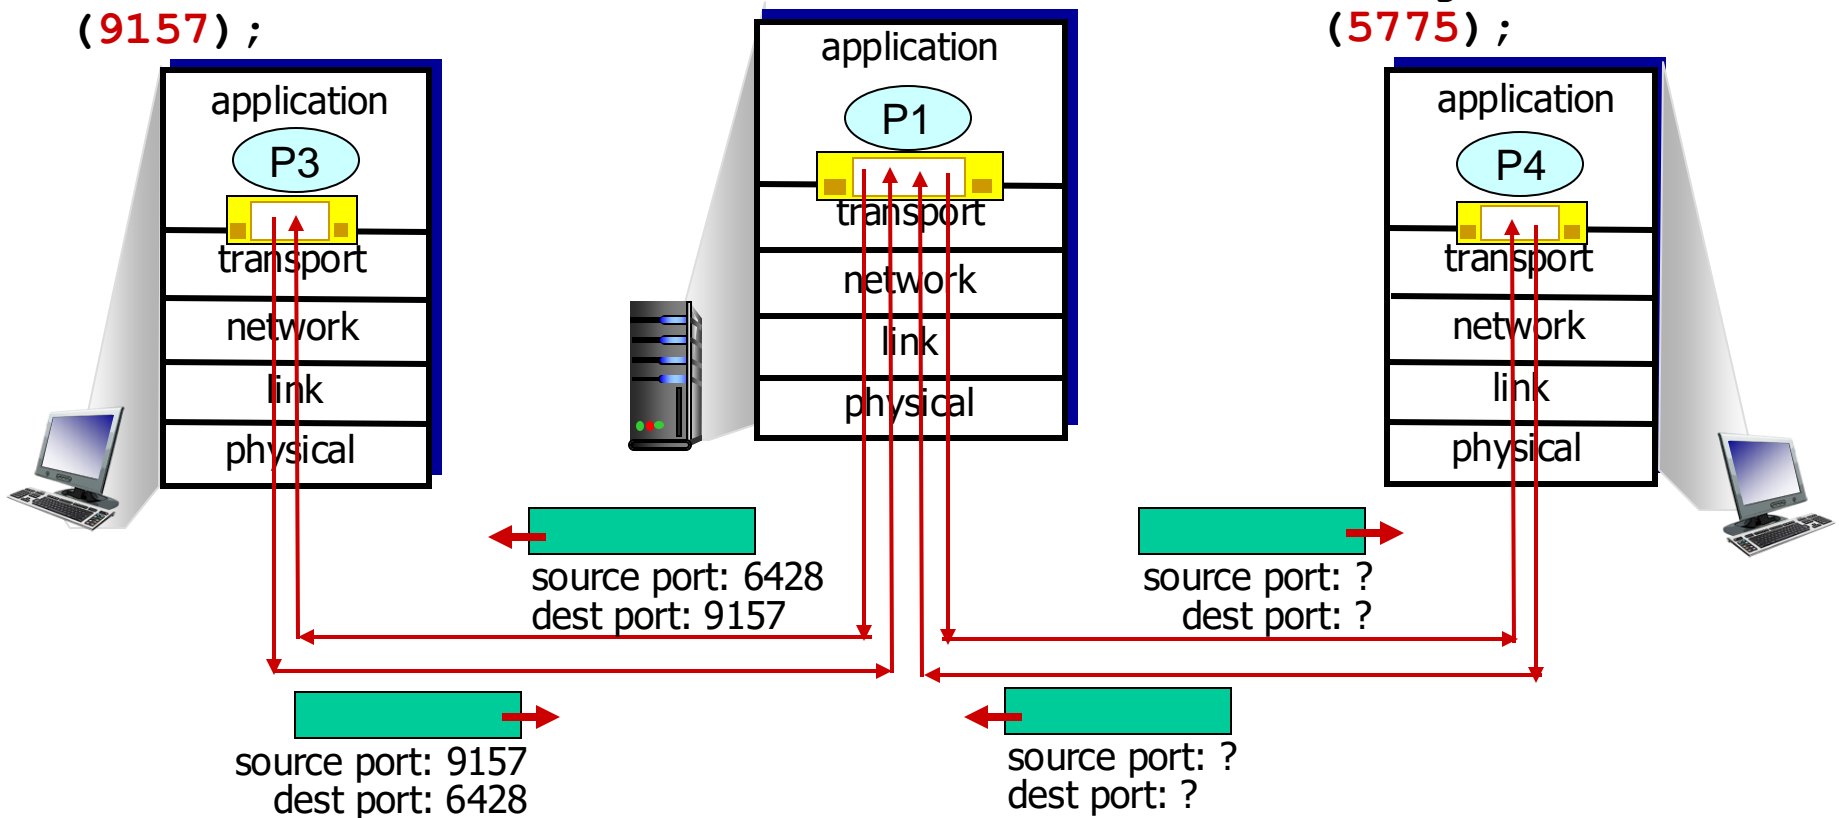 (9157);
(5775);
application
P3
transport
network
link
physical
application
P1
transport
network
link
physical
application
P4
transport
network
link
physical
source port: 6428
dest port: 9157
source port: ?
dest port: ?
source port: 9157
dest port: 6428
source port: ?
dest port: ?